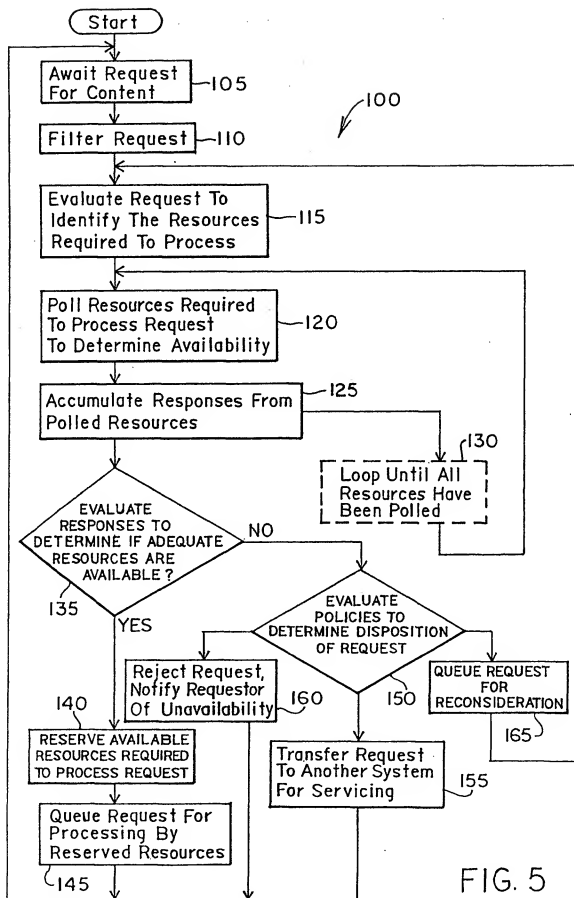 Start
Await Request
For Content
105
100
Filter Request
110
Evaluate Request To
Identify The Resources
Required To Process
115
Poll Resources Required
To Process Request
To Determine Availability
120
125
Accumulate Responses From
Polled Resources
130
Loop Until All
Resources Have
Been Polled
EVALUATE
RESPONSES TO
DETERMINE IF ADEQUATE
RESOURCES ARE
AVAILABLE ?
NO
135
YES
EVALUATE
POLICIES TO
DETERMINE DISPOSITION
OF REQUEST
150
Reject Request,
Notify Requestor
Of Unavailability
160
QUEUE REQUEST
FOR
RECONSIDERATION
165
140
RESERVE AVAILABLE
RESOURCES REQUIRED
TO PROCESS REQUEST
Transfer Request
To Another System
For Servicing
155
Queue Request For
Processing By
Reserved Resources
145
FIG. 5